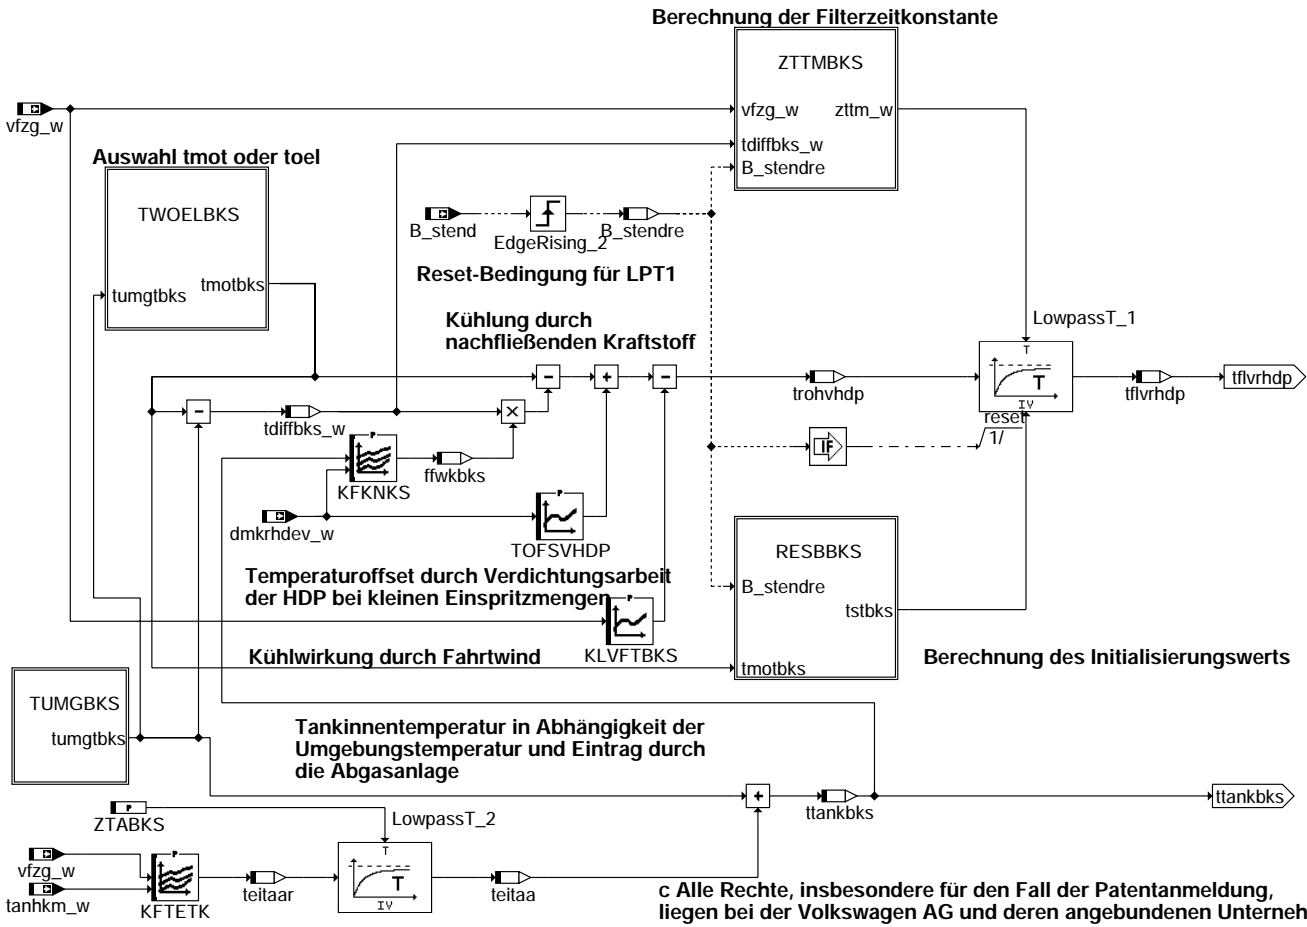 Berechnung der Filterzeitkonstante
ZTTMBKS
vfzg_w
vfzg_w
zttm_w
tdiffbks_w
B_stendre
Auswahl tmot oder toel
TWOELBKS
tumgtbks
tmotbks
B_stend
EdgeRising_2
B_stendre
Reset-Bedingung für LPT1
Kühlung durch
nachfließenden Kraftstoff
LowpassT_1
T
T
IV
reset
1/
trohvhdp
tflvrhdp
tflvrhdp
-
+
-
-
×
tdiffbks_w
P
KFKNKS
ffwkbks
IF
dmkrhdev_w
P
TOFSVHDP
RESBBKS
B_stendre
tstbks
tmotbks
Temperaturoffset durch Verdichtungsarbeit
der HDP bei kleinen Einspritzmengen
P
KLVFTBKS
Kühlwirkung durch Fahrtwind
Berechnung des Initialisierungswerts
TUMGBKS
tumgtbks
Tankinnentemperatur in Abhängigkeit der
Umgebungstemperatur und Eintrag durch
die Abgasanlage
+
ttankbks
ttankbks
P
ZTABKS
LowpassT_2
T
T
IV
vfzg_w
tanhkm_w
P
KFTETK
teitaar
teitaa
c Alle Rechte, insbesondere für den Fall der Patentanmeldung,
liegen bei der Volkswagen AG und deren angebundenen Unterneh